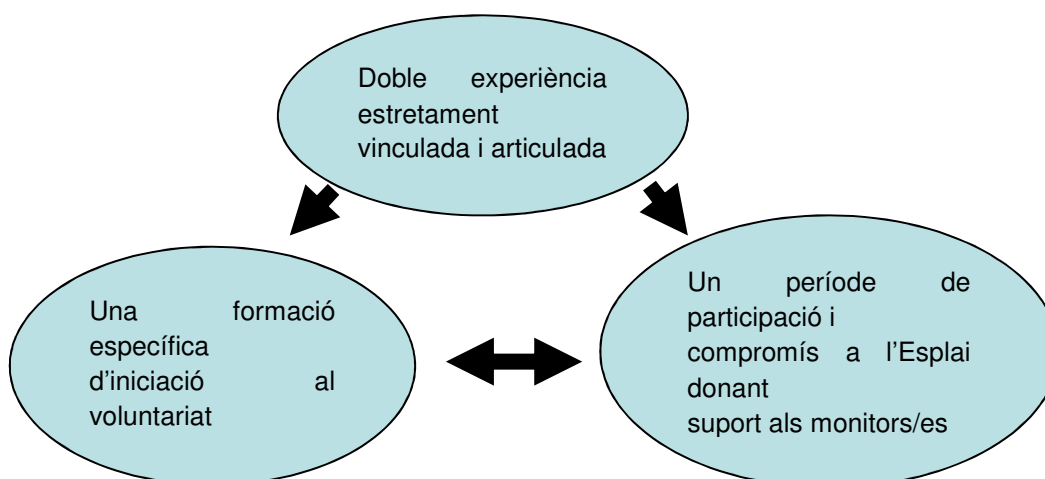 Doble experiència
estretament
vinculada i articulada
Una formació
específica
d’iniciació al
voluntariat
Un període de
participació i
compromís a l’Esplai
donant
suport als monitors/es